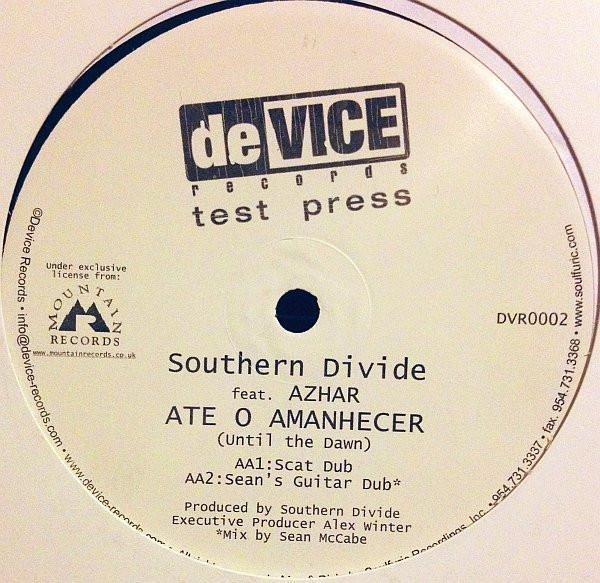 deVICE
records
test press
Under exclusive
license from:
MOUNTAIN
RECORDS
www.mountainrecords.co.uk
DVR0002
Southern Divide
feat. AZHAR
ATE O AMANHECER
(Until the Dawn)
AA1:Scat Dub
AA2:Sean's Guitar Dub*
Produced by Southern Divide
Executive Producer Alex Winter
*Mix by Sean McCabe
©Device Records • info@device-records.com • www.device-records.com
Soulfuric Recordings, Inc. • 954.731.3337 • fax. 954.731.3368 • www.soulfuric.com